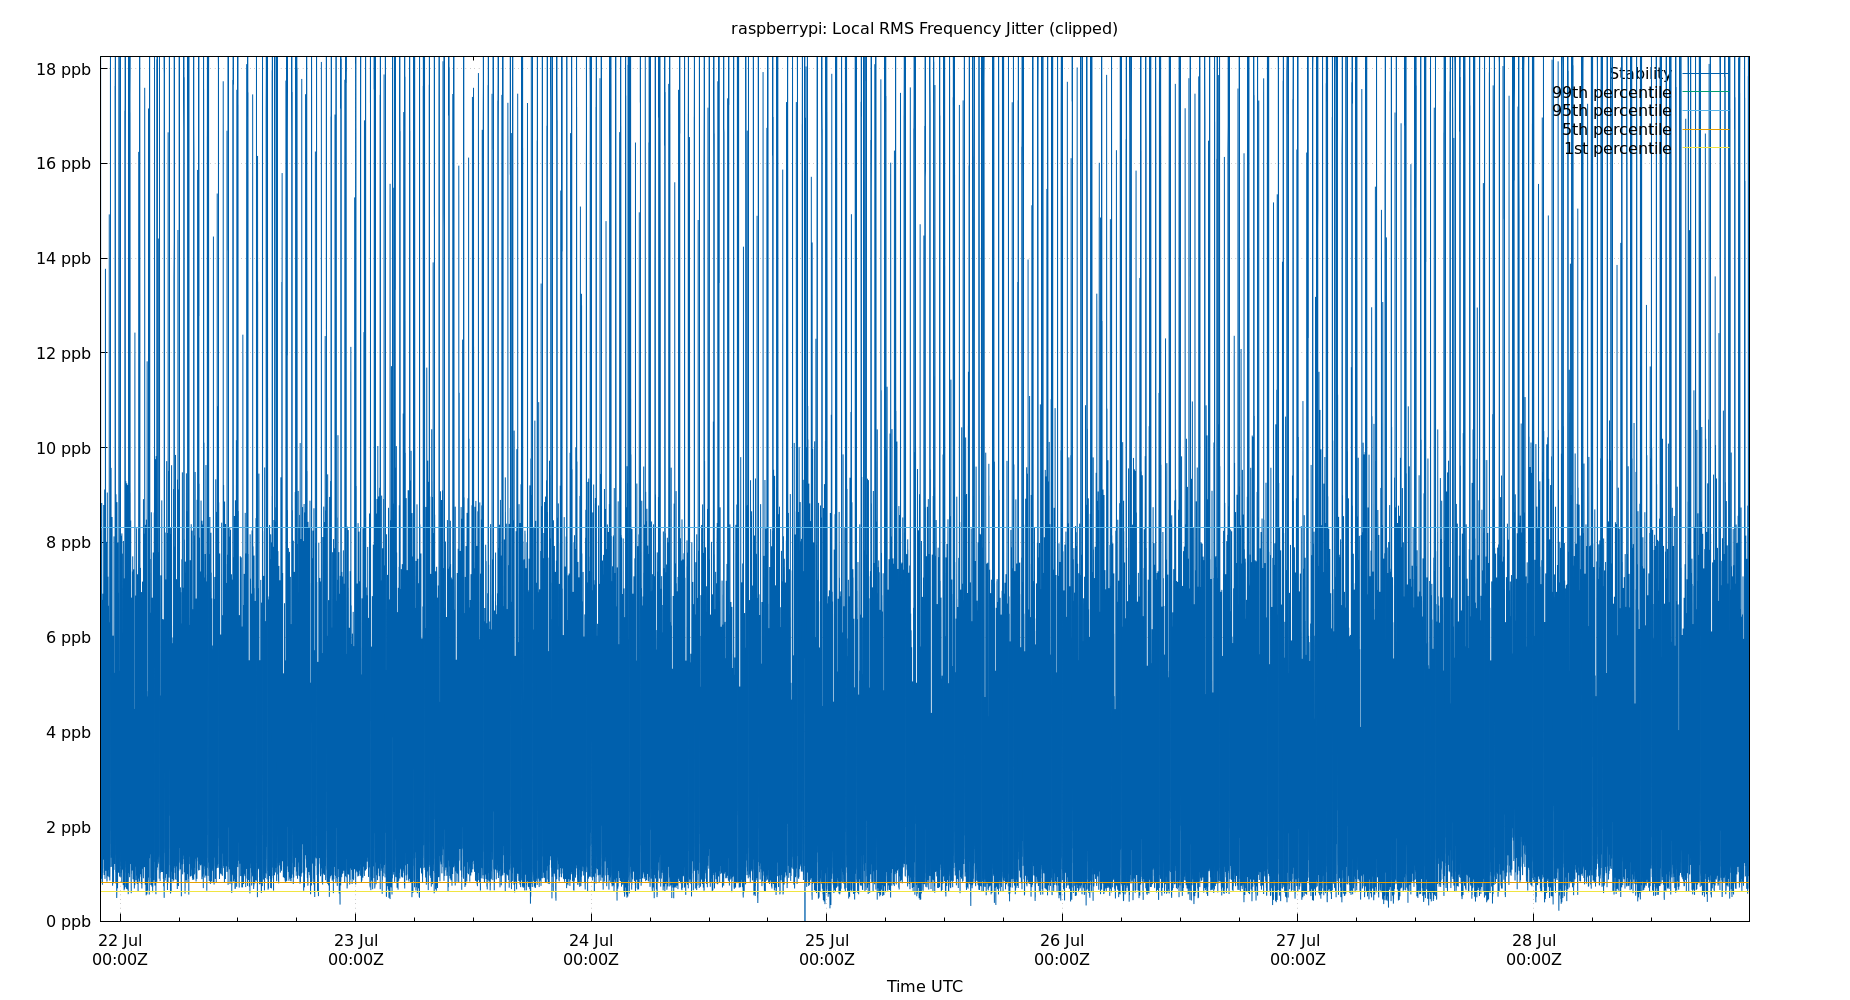 raspberrypi: Local RMS Frequency Jitter (clipped)
18 ppb
16 ppb
14 ppb
12 ppb
10 ppb
8 ppb
6 ppb
4 ppb
2 ppb
0 ppb
Stability
99th percentile
95th percentile
5th percentile
1st percentile
22 Jul 23 Jul 24 Jul 25 Jul 26 Jul 27 Jul 28 Jul
00:00Z 00:00Z 00:00Z 00:00Z 00:00Z 00:00Z 00:00Z
Time UTC